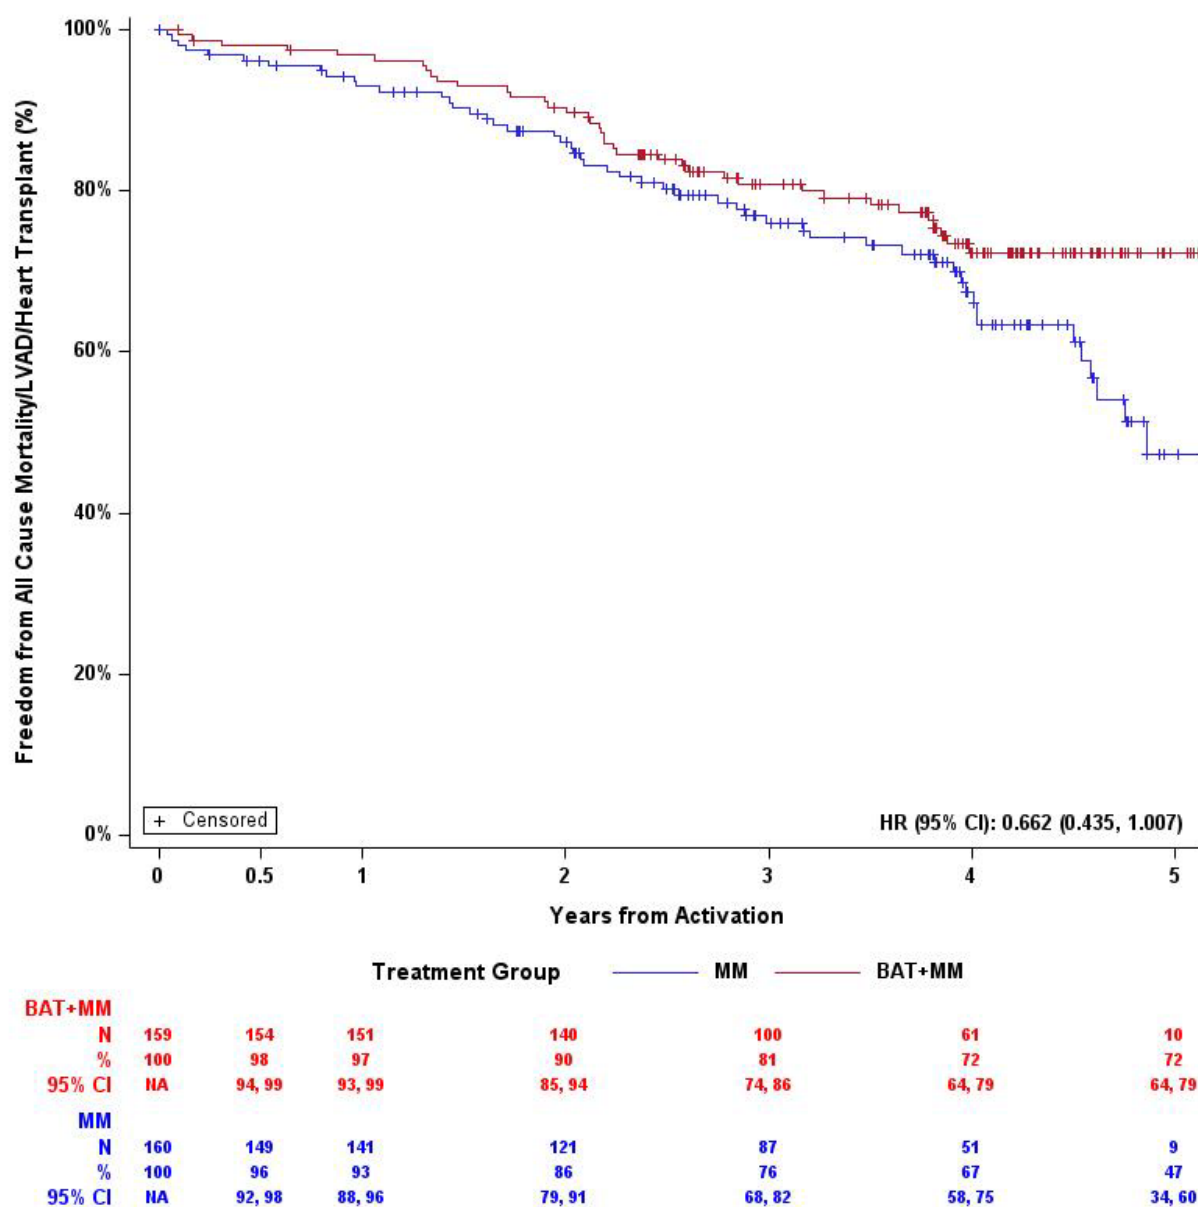 100%
80%
60%
40%
20%
0%
Freedom from All Cause Mortality/LVAD/Heart Transplant (%)
+ Censored
HR (95% CI): 0.662 (0.435, 1.007)
0 0.5 1 2 3 4 5
Years from Activation
Treatment Group MM BAT+MM
BAT+MM
N 159 154 151 140 100 61 10
% 100 98 97 90 81 72 72
95% CI NA 94, 99 93, 99 85, 94 74, 86 64, 79 64, 79
MM
N 160 149 141 121 87 51 9
% 100 96 93 86 76 67 47
95% CI NA 92, 98 88, 96 79, 91 68, 82 58, 75 34, 60